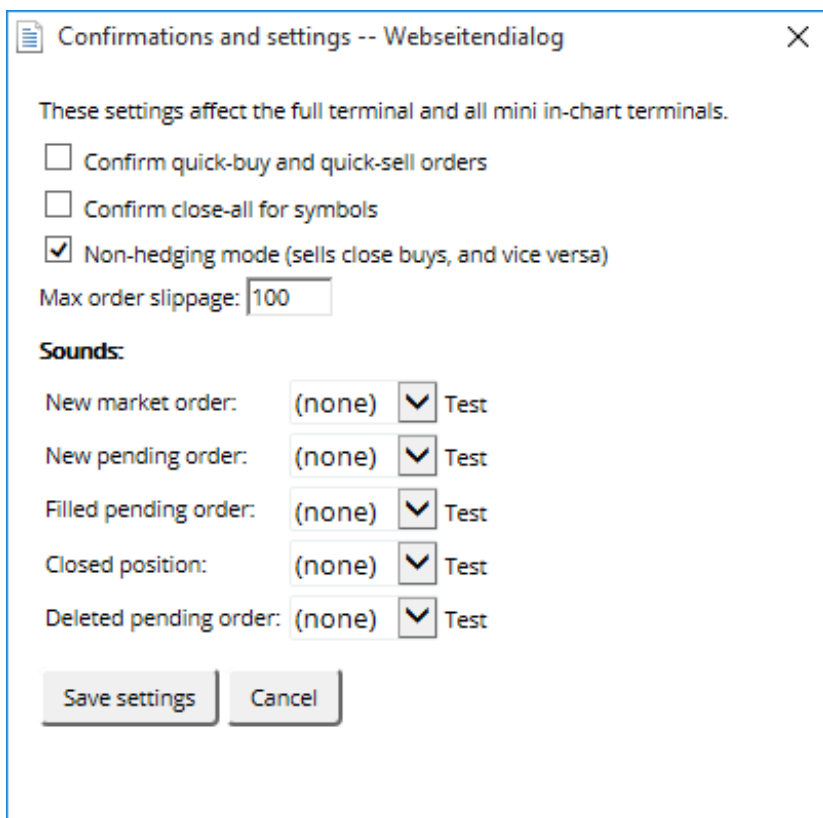 Confirmations and settings -- Webseitendialog
These settings affect the full terminal and all mini in-chart terminals.
Confirm quick-buy and quick-sell orders
Confirm close-all for symbols
Non-hedging mode (sells close buys, and vice versa)
Max order slippage: 100
Sounds:
New market order: (none) Test
New pending order: (none) Test
Filled pending order: (none) Test
Closed position: (none) Test
Deleted pending order: (none) Test
Save settings Cancel